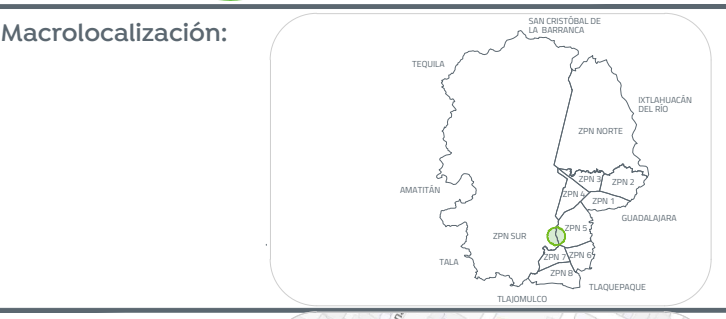 Macrolocalización:
SAN CRISTÓBAL DE
LA BARRANCA
TEQUILA
IXTLAHUACÁN
DEL RÍO
ZPN NORTE
ZPN 3
ZPN 2
AMATITÁN
ZPN 4
ZPN 1
GUADALAJARA
ZPN 5
ZPN SUR
ZPN 7
ZPN 6
TALA
ZPN 8
TLAQUEPAQUE
TLAJOMULCO